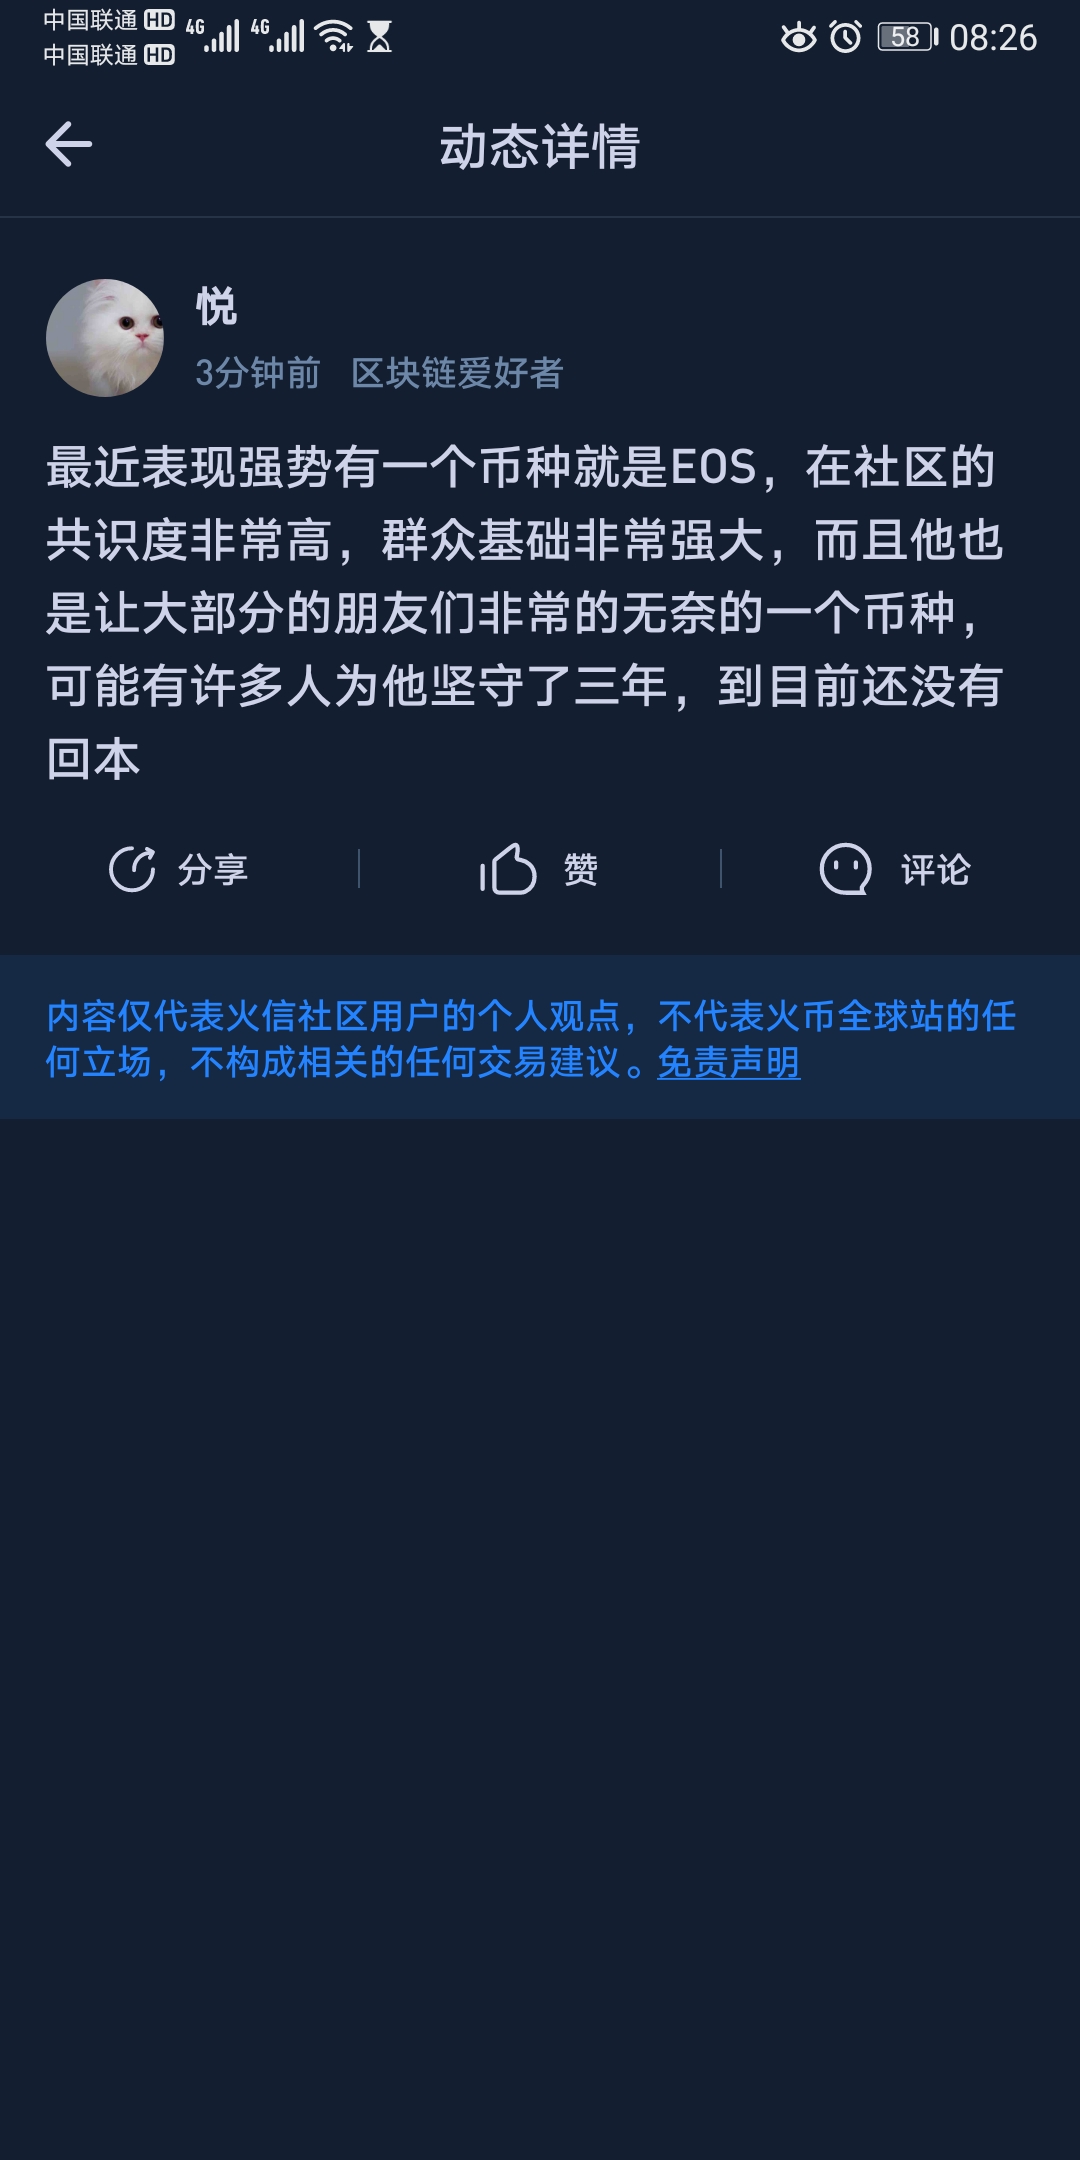 中国联通 HD 4G 4G 58 08:26
中国联通 HD
动态详情
悦
3分钟前 区块链爱好者
最近表现强势有一个币种就是EOS，在社区的
共识度非常高，群众基础非常强大，而且他也
是让大部分的朋友们非常的无奈的一个币种，
可能有许多人为他坚守了三年，到目前还没有
回本
分享 赞 评论
内容仅代表火信社区用户的个人观点，不代表火币全球站的任
何立场，不构成相关的任何交易建议。免责声明